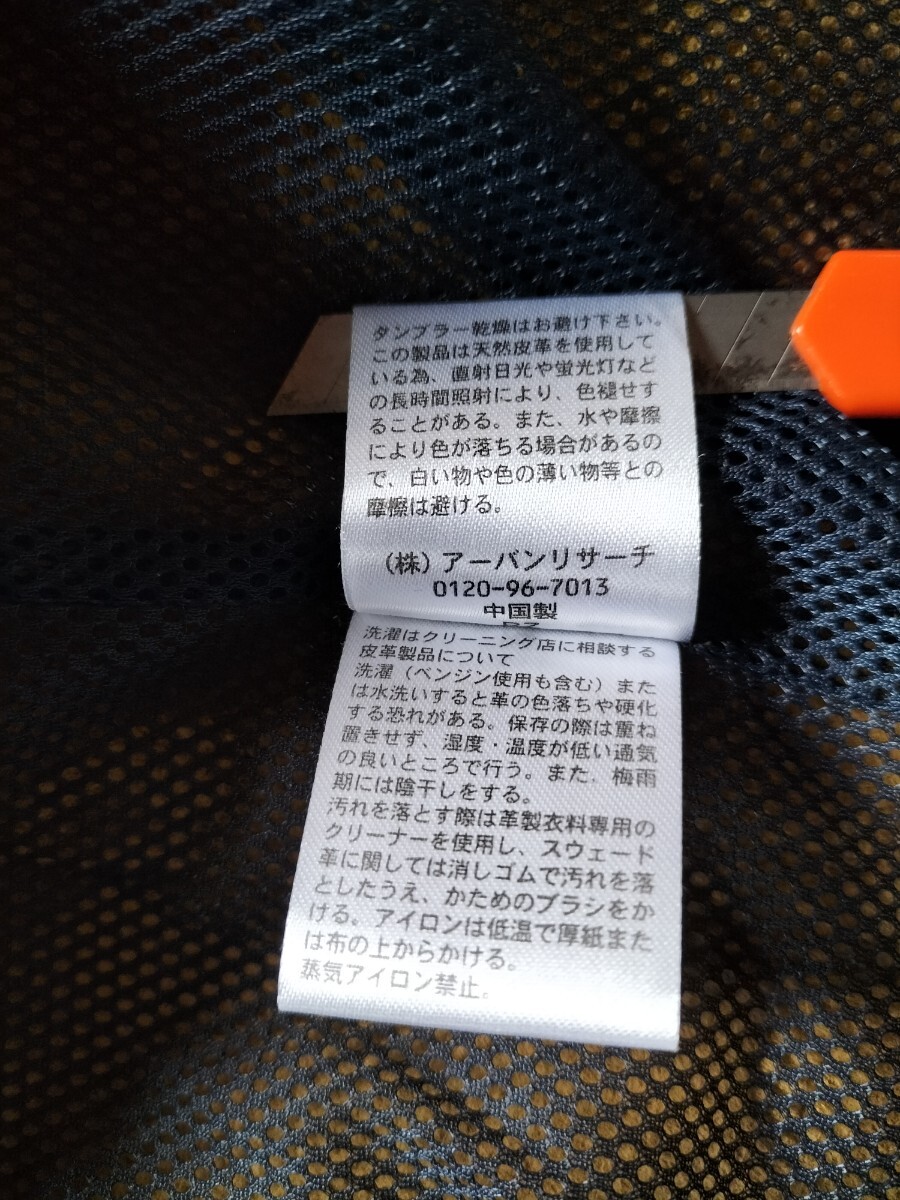 タンブラー乾燥はお避け下さい。
この製品は天然皮革を使用して
いる為、直射日光や蛍光灯など
の長時間照射により、色褪せす
ることがある。また、水や摩擦
により色が落ちる場合があるの
で、白い物や色の薄い物等との
摩擦は避ける。
(株) アーバンリサーチ
0120-96-7013
中国製
洗濯はクリーニング店に相談する
皮革製品について
洗濯（ベンジン使用も含む）また
は水洗いすると革の色落ちや硬化
する恐れがある。保存の際は重ね
置きせず、湿度・温度が低い通気
の良いところで行う。また、梅雨
期には陰干しをする。
汚れを落とす際は革製衣料専用の
クリーナーを使用し、スウェード
革に関しては消しゴムで汚れを落
としたうえ、かためのブラシをか
ける。アイロンは低温で厚紙また
は布の上からかける。
蒸気アイロン禁止。